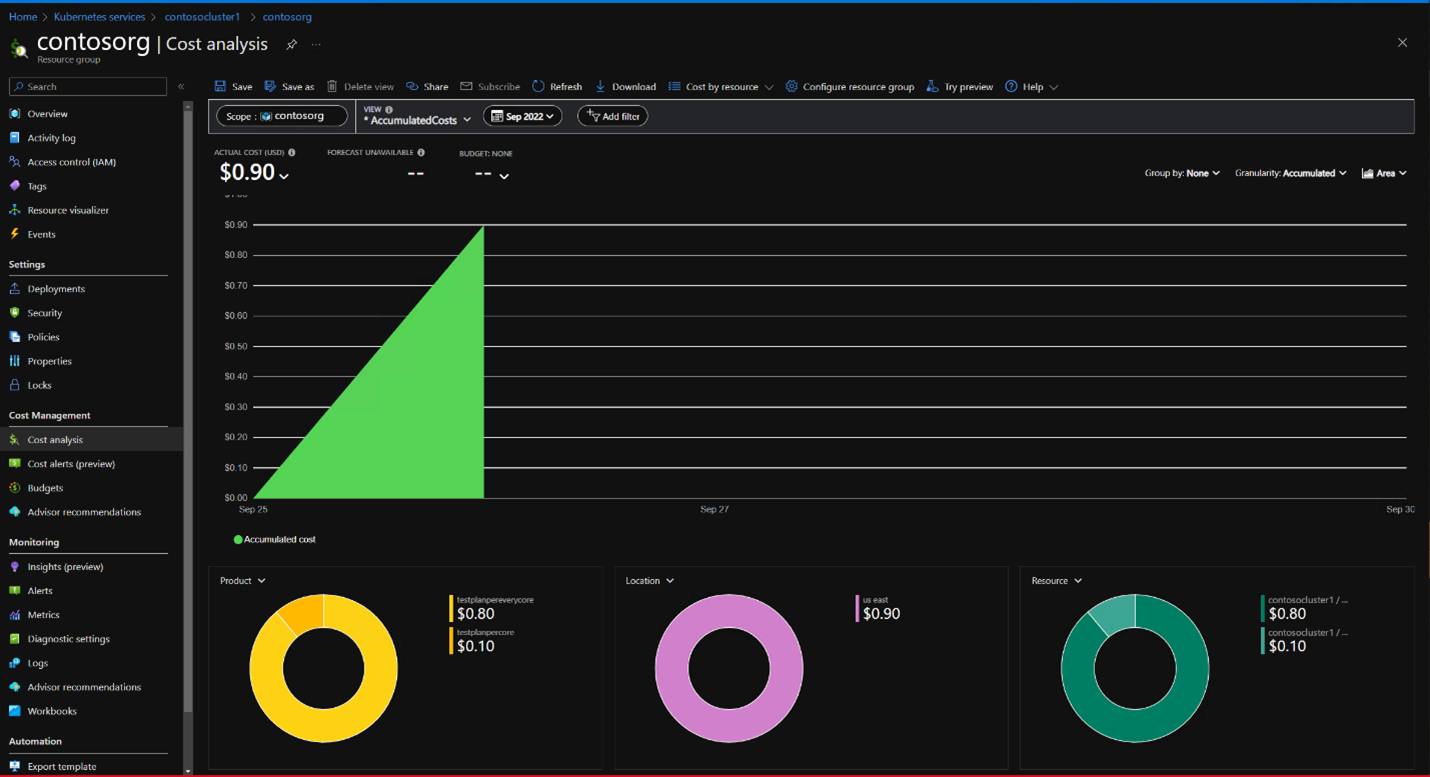 Home > Kubernetes services > contosocluster1 > contosorg
contosorg | Cost analysis
Resource group
Search
Save Save as Delete view Share Subscribe Refresh Download Cost by resource Configure resource group Try preview Help
Overview
Activity log
Access control (IAM)
Tags
Resource visualizer
Events
Settings
Deployments
Security
Policies
Properties
Locks
Cost Management
Cost analysis
Cost alerts (preview)
Budgets
Advisor recommendations
Monitoring
Insights (preview)
Alerts
Metrics
Diagnostic settings
Logs
Advisor recommendations
Workbooks
Automation
Export template
Scope : contosorg
VIEW
* AccumulatedCosts
Sep 2022
Add filter
ACTUAL COST (USD)
$0.90
FORECAST UNAVAILABLE
--
BUDGET: NONE
--
Group by: None
Granularity: Accumulated
Area
$0.90
$0.80
$0.70
$0.60
$0.50
$0.40
$0.30
$0.20
$0.10
$0.00
Sep 25 Sep 27 Sep 30
Accumulated cost
Product
testplanpereverycore
$0.80
testplanpercore
$0.10
Location
us east
$0.90
Resource
contosocluster1 / ...
$0.80
contosocluster1 / ...
$0.10